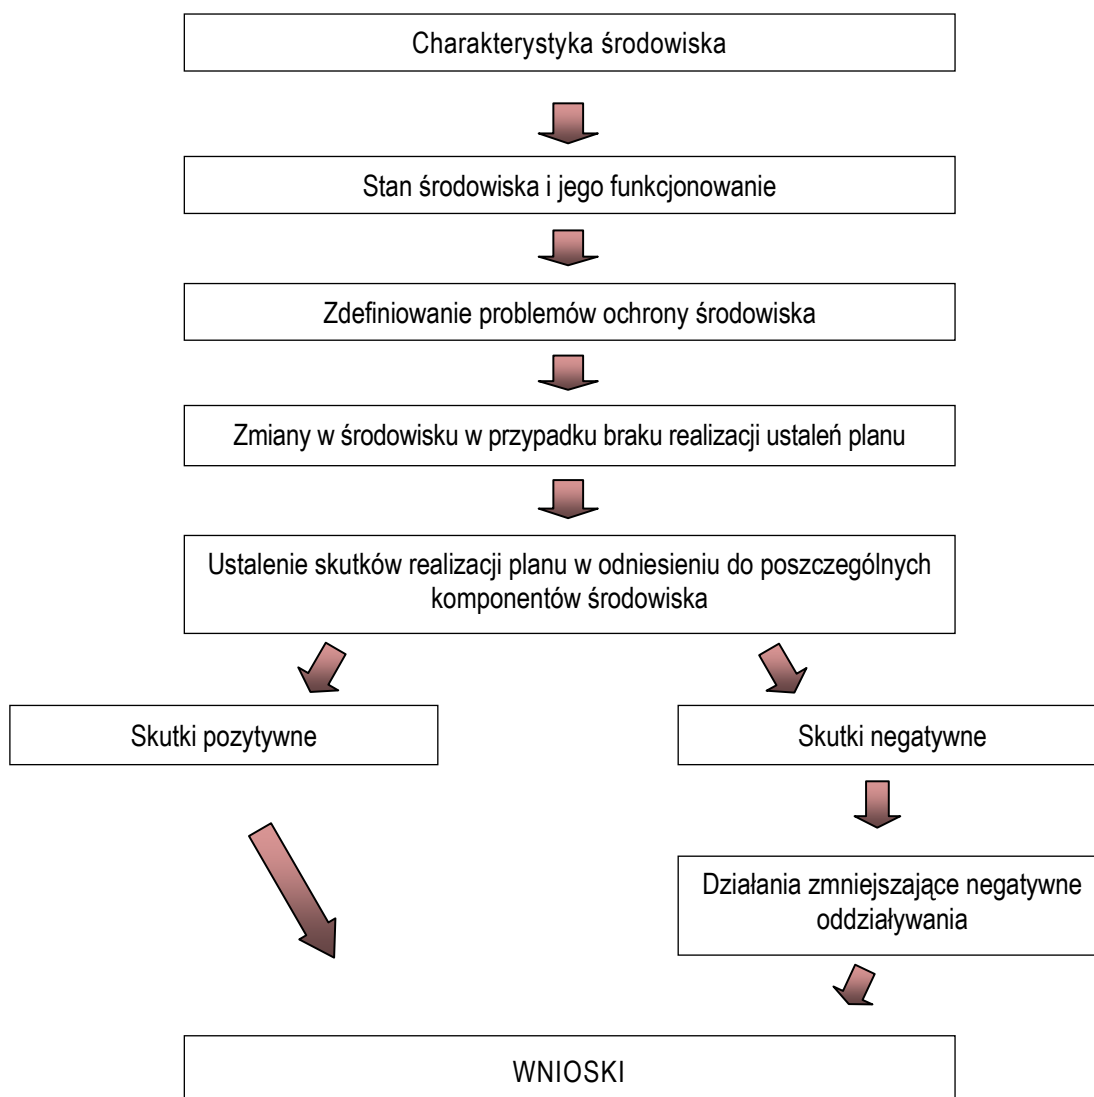 Charakterystyka środowiska
Stan środowiska i jego funkcjonowanie
Zdefiniowanie problemów ochrony środowiska
Zmiany w środowisku w przypadku braku realizacji ustaleń planu
Ustalenie skutków realizacji planu w odniesieniu do poszczególnych
komponentów środowiska
Skutki pozytywne
Skutki negatywne
Działania zmniejszające negatywne
oddziaływania
WNIOSKI